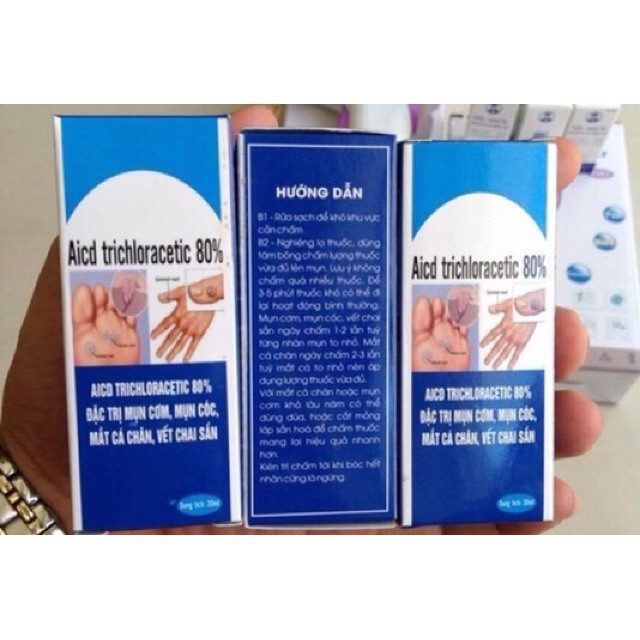 Aicd trichloracetic 80%
AICD TRICHLORACETIC 80%
ĐẶC TRỊ MỤN CƠM, MỤN CÓC,
MẮT CÁ CHÂN, VẾT CHAI SẦN
Dung tích: 20ml
HƯỚNG DẪN
B1 - Rửa sạch để khô khu vực
cần chấm
B2 - Nghiêng lọ thuốc, dùng
tăm bông chấm lượng thuốc
vừa đủ lên mụn. Lưu ý không
chấm quá nhiều thuốc. Để
3-5 phút thuốc khô có thể đi
lại hoạt động bình thường.
Mụn cơm, mụn cóc, vết chai
sần ngày chấm 1-2 lần tuỳ
từng nhân mụn to nhỏ. Mắt
cá chân ngày chấm 2-3 lần
tuỳ mắt cá to nhỏ nên áp
dụng lượng thuốc vừa đủ.
Với mắt cá chân hoặc mụn
cơm khô lâu năm có thể
dùng dũa, hoặc cắt mỏng
lớp sần hoá để chấm thuốc
mang lại hiệu quả nhanh
hơn.
Kiên trì chấm tới khi bóc hết
nhân cứng là ngừng.
Aicd trichloracetic 80%
AICD TRICHLORACETIC 80%
ĐẶC TRỊ MỤN CƠM, MỤN CÓC,
MẮT CÁ CHÂN, VẾT CHAI SẦN
Dung tích: 20ml